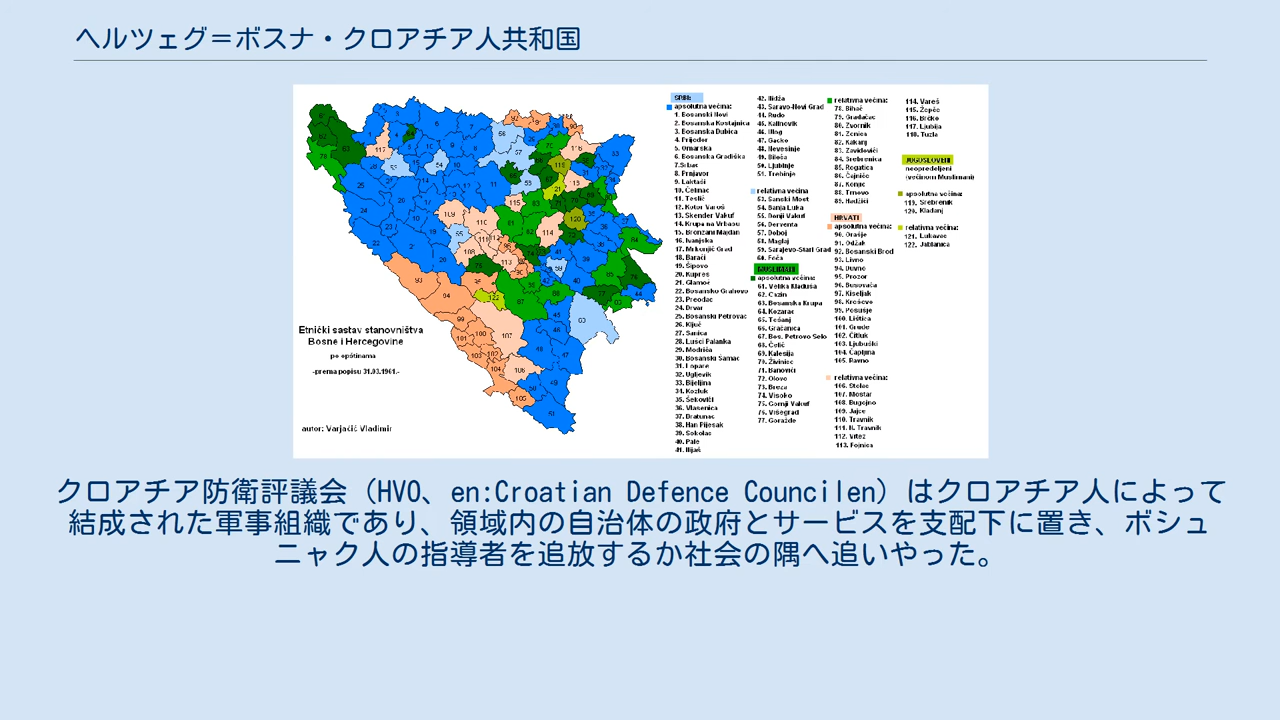 ヘルツェグ＝ボスナ・クロアチア人共和国
Etnički sastav stanovništva
Bosne i Hercegovine
po opštinama
-prema popisu 31.03.1961.-
autor: Varjačić Vladimir
SRBI:
apsolutna većina:
1. Bosanski Novi
2. Bosanska Kostajnica
3. Bosanska Dubica
4. Prijedor
5. Omarska
6. Bosanska Gradiška
7. Srbac
8. Prnjavor
9. Laktaši
10. Čelinac
11. Teslić
12. Kotor Varoš
13. Skender Vakuf
14. Krupa na Vrbasu
15. Bronzani Majdan
16. Ivanjska
17. Mrkonjić Grad
18. Barači
19. Šipovo
20. Kupres
21. Glamoč
22. Bosansko Grahovo
23. Preodac
24. Drvar
25. Bosanski Petrovac
26. Ključ
27. Sanica
28. Lušci Palanka
29. Modriča
30. Bosanski Šamac
31. Lopare
32. Ugljevik
33. Bijeljina
34. Kozluk
35. Šekovići
36. Vlasenica
37. Bratunac
38. Han Pijesak
39. Sokolac
40. Pale
41. Ilijaš
42. Ilidža
43. Sarajevo-Novi Grad
44. Rudo
45. Kalinovik
46. Ulog
47. Gacko
48. Nevesinje
49. Bileća
50. Ljubinje
51. Trebinje
relativna većina
53. Sanski Most
54. Banja Luka
55. Donji Vakuf
56. Derventa
57. Doboj
58. Maglaj
59. Sarajevo-Stari Grad
60. Foča
MUSLIMANI
apsolutna većina:
61. Velika Kladuša
62. Cazin
63. Bosanska Krupa
64. Kozarac
65. Tešanj
66. Gračanica
67. Bos. Petrovo Selo
68. Čelić
69. Kalesija
70. Živinice
71. Banovići
72. Olovo
73. Breza
74. Visoko
75. Gornji Vakuf
76. Višegrad
77. Goražde
relativna većina:
78. Bihać
79. Gradačac
80. Zvornik
81. Zenica
82. Kakanj
83. Zavidovići
84. Srebrenica
85. Rogatica
86. Čajniče
87. Konjic
88. Trnovo
89. Hadžići
HRVATI
apsolutna većina:
90. Orašje
91. Odžak
92. Bosanski Brod
93. Livno
94. Duvno
95. Prozor
96. Busovača
97. Kiseljak
98. Kreševo
99. Posušje
100. Lištica
101. Grude
102. Čitluk
103. Ljubuški
104. Čapljina
105. Ravno
relativna većina:
106. Stolac
107. Mostar
108. Bugojno
109. Jajce
110. Travnik
111. N. Travnik
112. Vitez
113. Fojnica
114. Vareš
115. Žepče
116. Brčko
117. Ljubija
118. Tuzla
JUGOSLOVENI
neopredeljeni
(većinom Muslimani)
apsolutna većina:
119. Srebrenik
120. Kladanj
relativna većina:
121. Lukavac
122. Jablanica
クロアチア防衛評議会（HVO、en:Croatian Defence Councilen）はクロアチア人によって
結成された軍事組織であり、領域内の自治体の政府とサービスを支配下に置き、ボシュ
ニャク人の指導者を追放するか社会の隅へ追いやった。